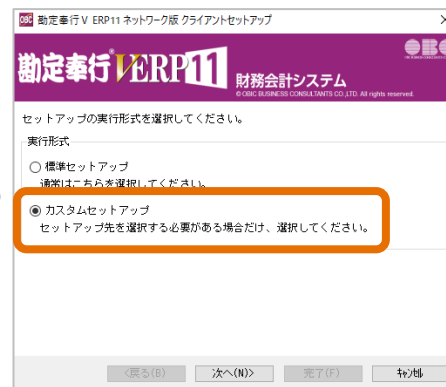 OBC 勘定奉行V ERP11 ネットワーク版 クライアントセットアップ
勘定奉行VERP11
OBC
財務会計システム
© OBIC BUSINESS CONSULTANTS CO.,LTD. All rights reserved.
セットアップの実行形式を選択してください。
実行形式
標準セットアップ
通常はこちらを選択してください。
カスタムセットアップ
セットアップ先を選択する必要がある場合だけ、選択してください。
<戻る(B) 次へ(N)> 完了(F) ｷｬﾝｾﾙ